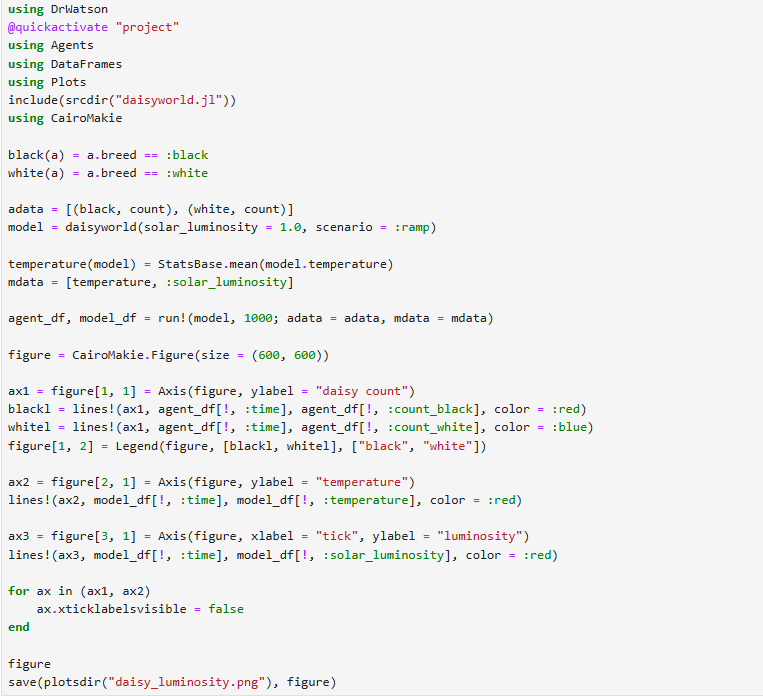 using DrWatson
@quickactivate "project"
using Agents
using DataFrames
using Plots
include(srcdir("daisyworld.jl"))
using CairoMakie

black(a) = a.breed == :black
white(a) = a.breed == :white

adata = [(black, count), (white, count)]
model = daisyworld(solar_luminosity = 1.0, scenario = :ramp)

temperature(model) = StatsBase.mean(model.temperature)
mdata = [temperature, :solar_luminosity]

agent_df, model_df = run!(model, 1000; adata = adata, mdata = mdata)

figure = CairoMakie.Figure(size = (600, 600))

ax1 = figure[1, 1] = Axis(figure, ylabel = "daisy count")
blackl = lines!(ax1, agent_df[!, :time], agent_df[!, :count_black], color = :red)
whitel = lines!(ax1, agent_df[!, :time], agent_df[!, :count_white], color = :blue)
figure[1, 2] = Legend(figure, [blackl, whitel], ["black", "white"])

ax2 = figure[2, 1] = Axis(figure, ylabel = "temperature")
lines!(ax2, model_df[!, :time], model_df[!, :temperature], color = :red)

ax3 = figure[3, 1] = Axis(figure, xlabel = "tick", ylabel = "luminosity")
lines!(ax3, model_df[!, :time], model_df[!, :solar_luminosity], color = :red)

for ax in (ax1, ax2)
    ax.xticklabelsvisible = false
end

figure
save(plotsdir("daisy_luminosity.png"), figure)